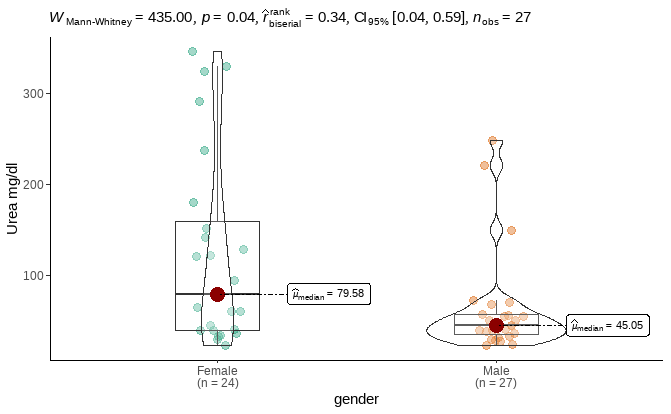 W Mann-Whitney = 435.00, p = 0.04, r̂ rank biserial = 0.34, CI95% [0.04, 0.59], nobs = 27
Urea mg/dl
300
200
100
μ̂median = 79.58
μ̂median = 45.05
Female
(n = 24)
Male
(n = 27)
gender